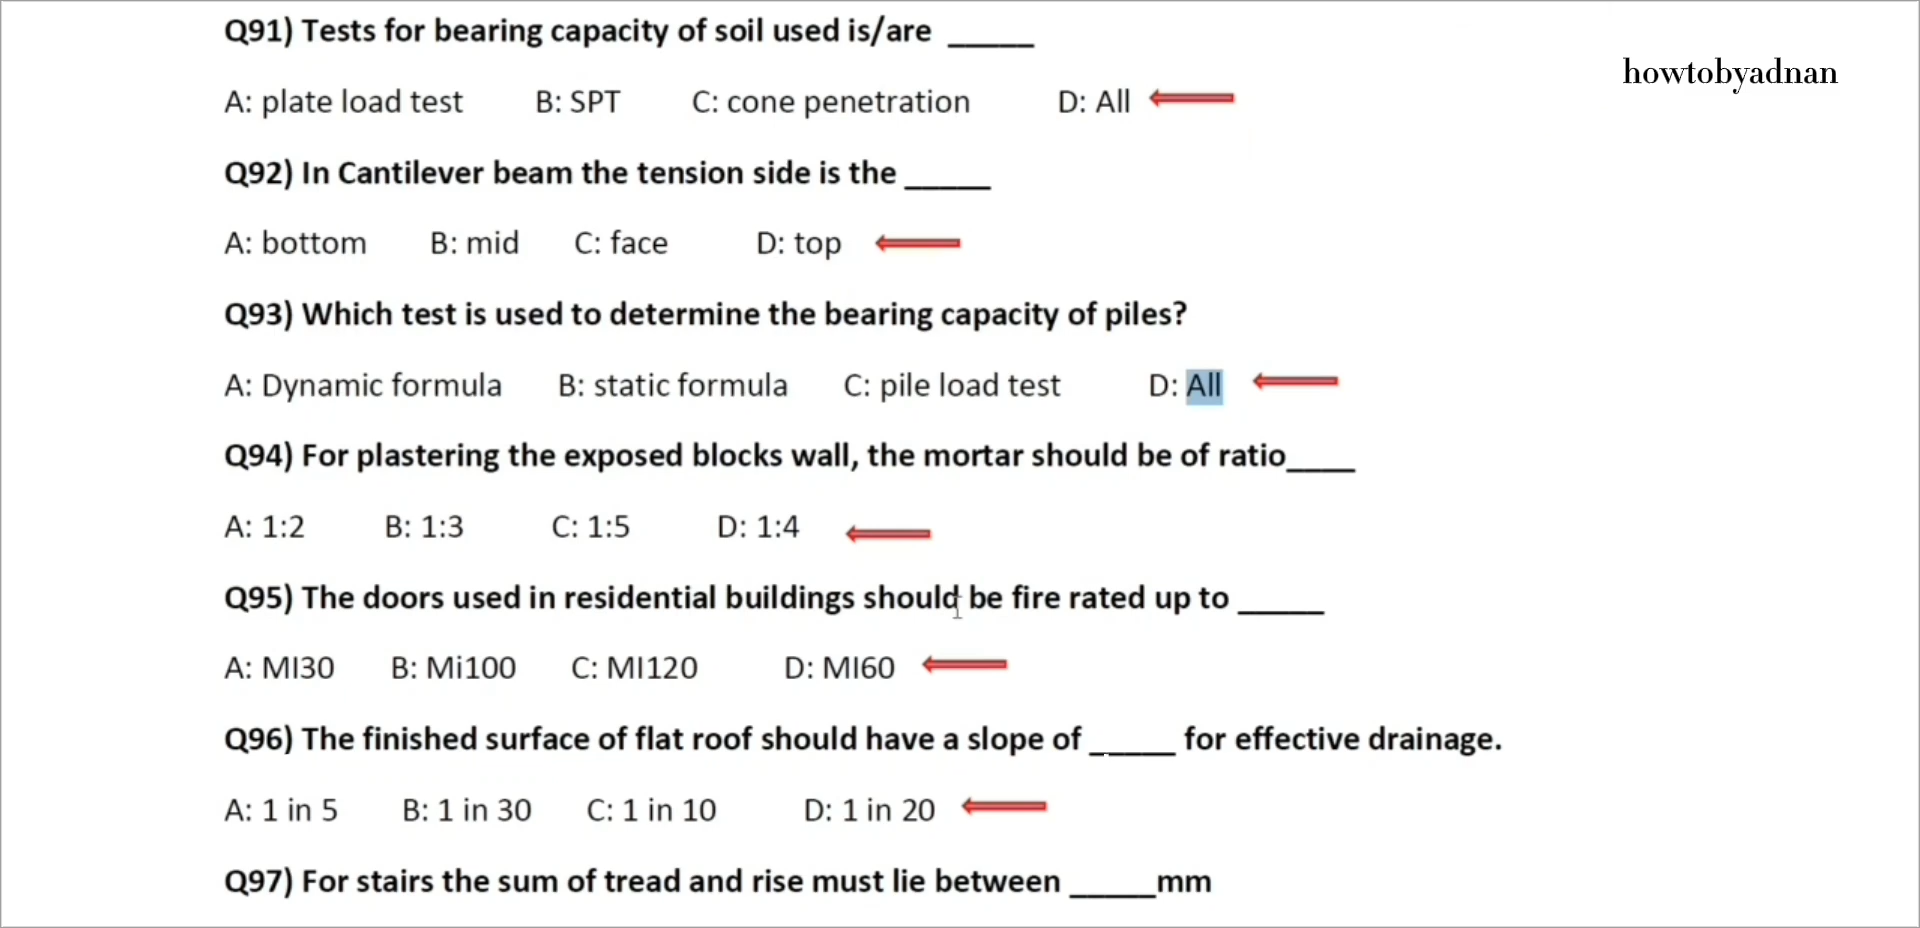 Q91) Tests for bearing capacity of soil used is/are _____
howtobyadnan
A: plate load test B: SPT C: cone penetration D: All
Q92) In Cantilever beam the tension side is the _____
A: bottom B: mid C: face D: top
Q93) Which test is used to determine the bearing capacity of piles?
A: Dynamic formula B: static formula C: pile load test D: All
Q94) For plastering the exposed blocks wall, the mortar should be of ratio____
A: 1:2 B: 1:3 C: 1:5 D: 1:4
Q95) The doors used in residential buildings should be fire rated up to _____
A: MI30 B: Mi100 C: MI120 D: MI60
Q96) The finished surface of flat roof should have a slope of _____ for effective drainage.
A: 1 in 5 B: 1 in 30 C: 1 in 10 D: 1 in 20
Q97) For stairs the sum of tread and rise must lie between _____mm